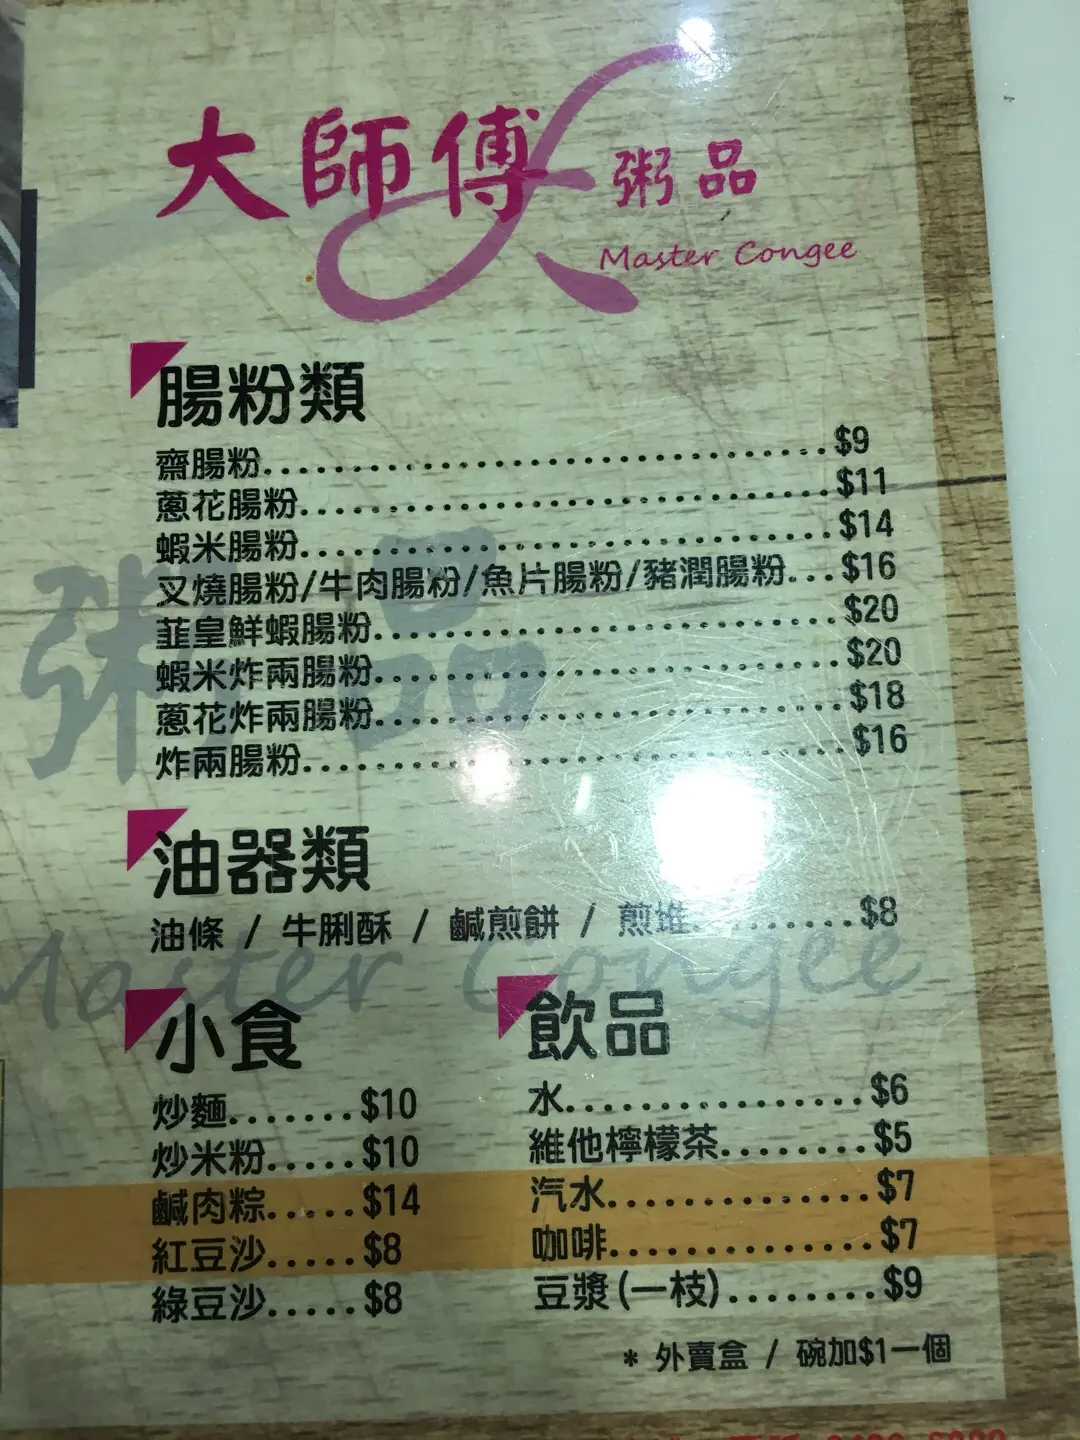 大師傅 粥品
Master Congee
腸粉類
齋腸粉.................................$9
蔥花腸粉..............................$11
蝦米腸粉..............................$14
叉燒腸粉/牛肉腸粉/魚片腸粉/豬潤腸粉...$16
韮皇鮮蝦腸粉..........................$20
蝦米炸兩腸粉..........................$20
蔥花炸兩腸粉..........................$18
炸兩腸粉..............................$16
油器類
油條 / 牛脷酥 / 鹹煎餅 / 煎堆.........$8
小食
炒麵.......$10
炒米粉.....$10
鹹肉粽.....$14
紅豆沙.....$8
綠豆沙.....$8
飲品
水.................$6
維他檸檬茶........$5
汽水...............$7
咖啡...............$7
豆漿(一枝)........$9
* 外賣盒 / 碗加$1一個
粥品
Master Congee